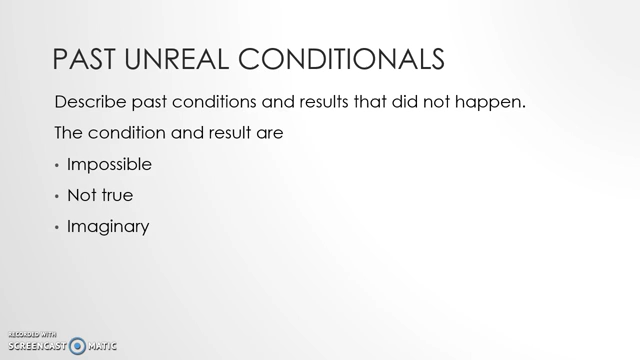 PAST UNREAL CONDITIONALS
Describe past conditions and results that did not happen.
The condition and result are
• Impossible
• Not true
• Imaginary
RECORDED WITH
SCREENCAST MATIC